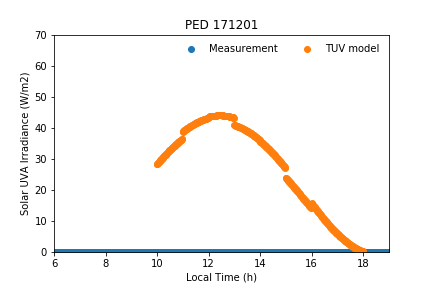 PED 171201
Measurement TUV model
Solar UVA Irradiance (W/m2)
70
60
50
40
30
20
10
0
6 8 10 12 14 16 18
Local Time (h)